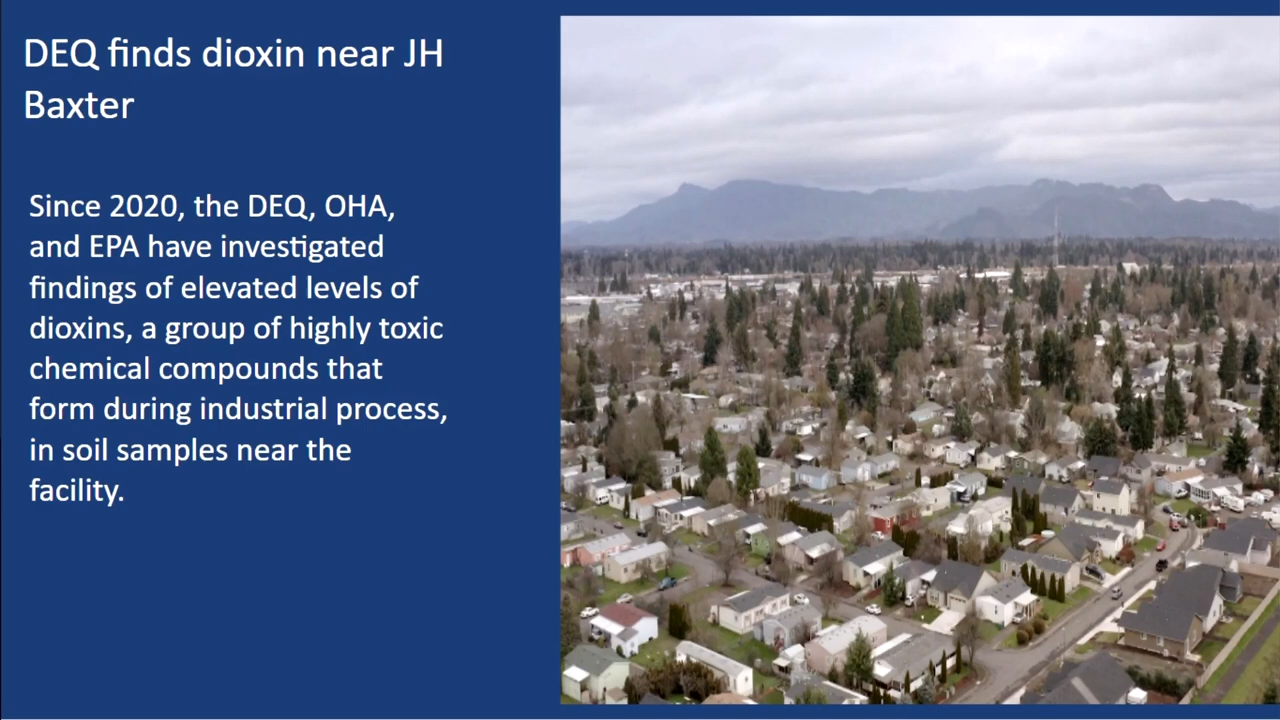 DEQ finds dioxin near JH
Baxter
Since 2020, the DEQ, OHA,
and EPA have investigated
findings of elevated levels of
dioxins, a group of highly toxic
chemical compounds that
form during industrial process,
in soil samples near the
facility.